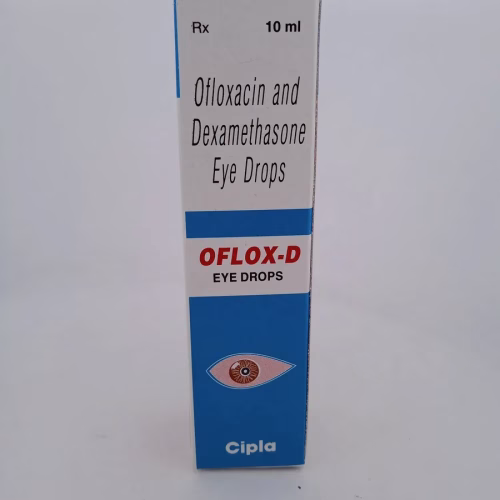 Rx 10 ml
Ofloxacin and
Dexamethasone
Eye Drops
OFLOX-D
EYE DROPS
Cipla